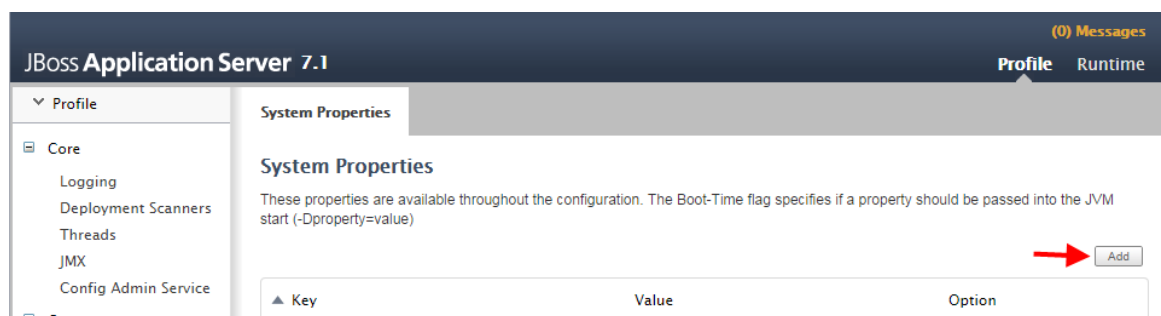 (0) Messages
JBoss Application Server 7.1
Profile Runtime
Profile
System Properties
Core
Logging
Deployment Scanners
Threads
JMX
Config Admin Service
System Properties
These properties are available throughout the configuration. The Boot-Time flag specifies if a property should be passed into the JVM
start (-Dproperty=value)
Add
Key Value Option